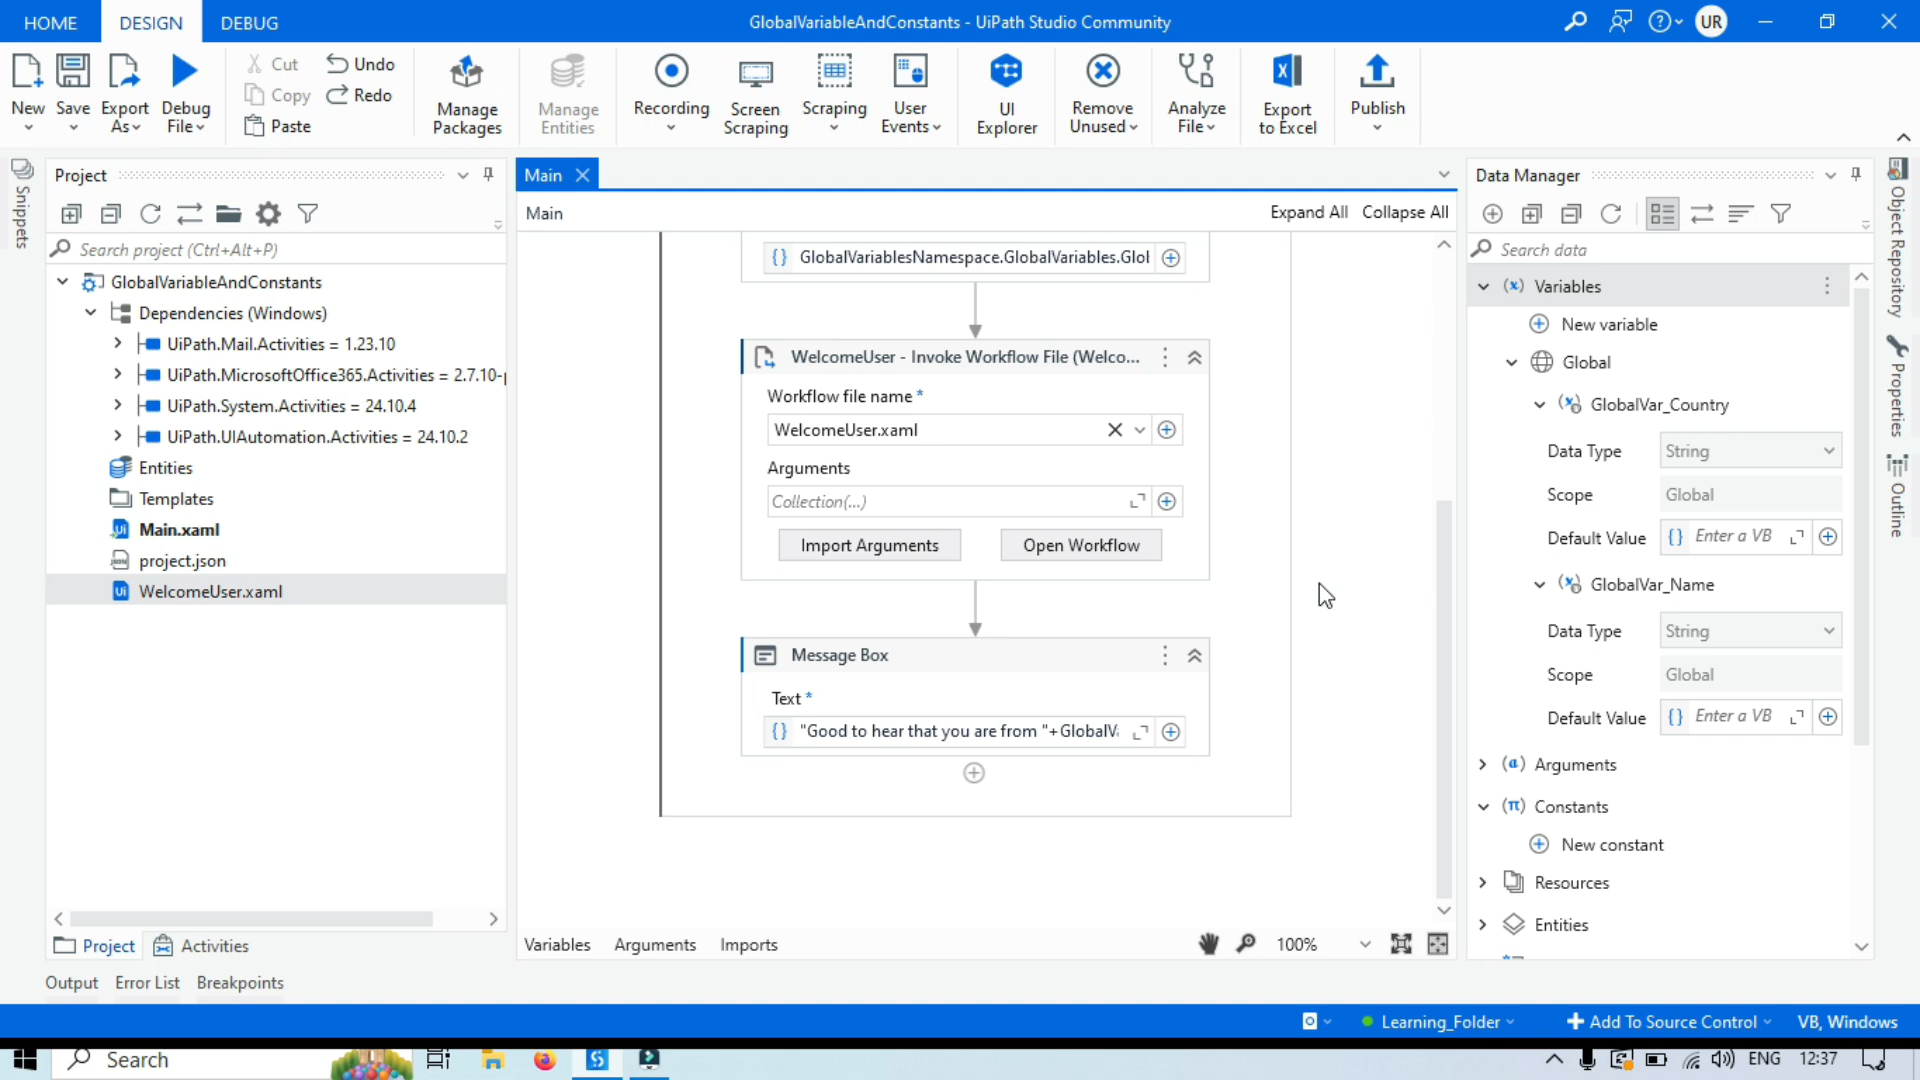 HOME
DESIGN
DEBUG
GlobalVariableAndConstants - UiPath Studio Community
UR
New
Save
Export As
Debug File
Cut
Copy
Paste
Undo
Redo
Manage Packages
Manage Entities
Recording
Screen Scraping
Scraping
User Events
UI Explorer
Remove Unused
Analyze File
Export to Excel
Publish
Snippets
Project
Search project (Ctrl+Alt+P)
GlobalVariableAndConstants
Dependencies (Windows)
UiPath.Mail.Activities = 1.23.10
UiPath.MicrosoftOffice365.Activities = 2.7.10-
UiPath.System.Activities = 24.10.4
UiPath.UIAutomation.Activities = 24.10.2
Entities
Templates
Main.xaml
project.json
WelcomeUser.xaml
Project
Activities
Main
Main
Expand All
Collapse All
GlobalVariablesNamespace.GlobalVariables.Glol
WelcomeUser - Invoke Workflow File (Welco...
Workflow file name *
WelcomeUser.xaml
Arguments
Collection(...)
Import Arguments
Open Workflow
Message Box
Text *
"Good to hear that you are from "+GlobalV
Variables
Arguments
Imports
100%
Data Manager
Search data
Variables
New variable
Global
GlobalVar_Country
Data Type
String
Scope
Global
Default Value
Enter a VB
GlobalVar_Name
Data Type
String
Scope
Global
Default Value
Enter a VB
Arguments
Constants
New constant
Resources
Entities
Object Repository
Properties
Outline
Output
Error List
Breakpoints
Learning_Folder
Add To Source Control
VB, Windows
Search
ENG
12:37